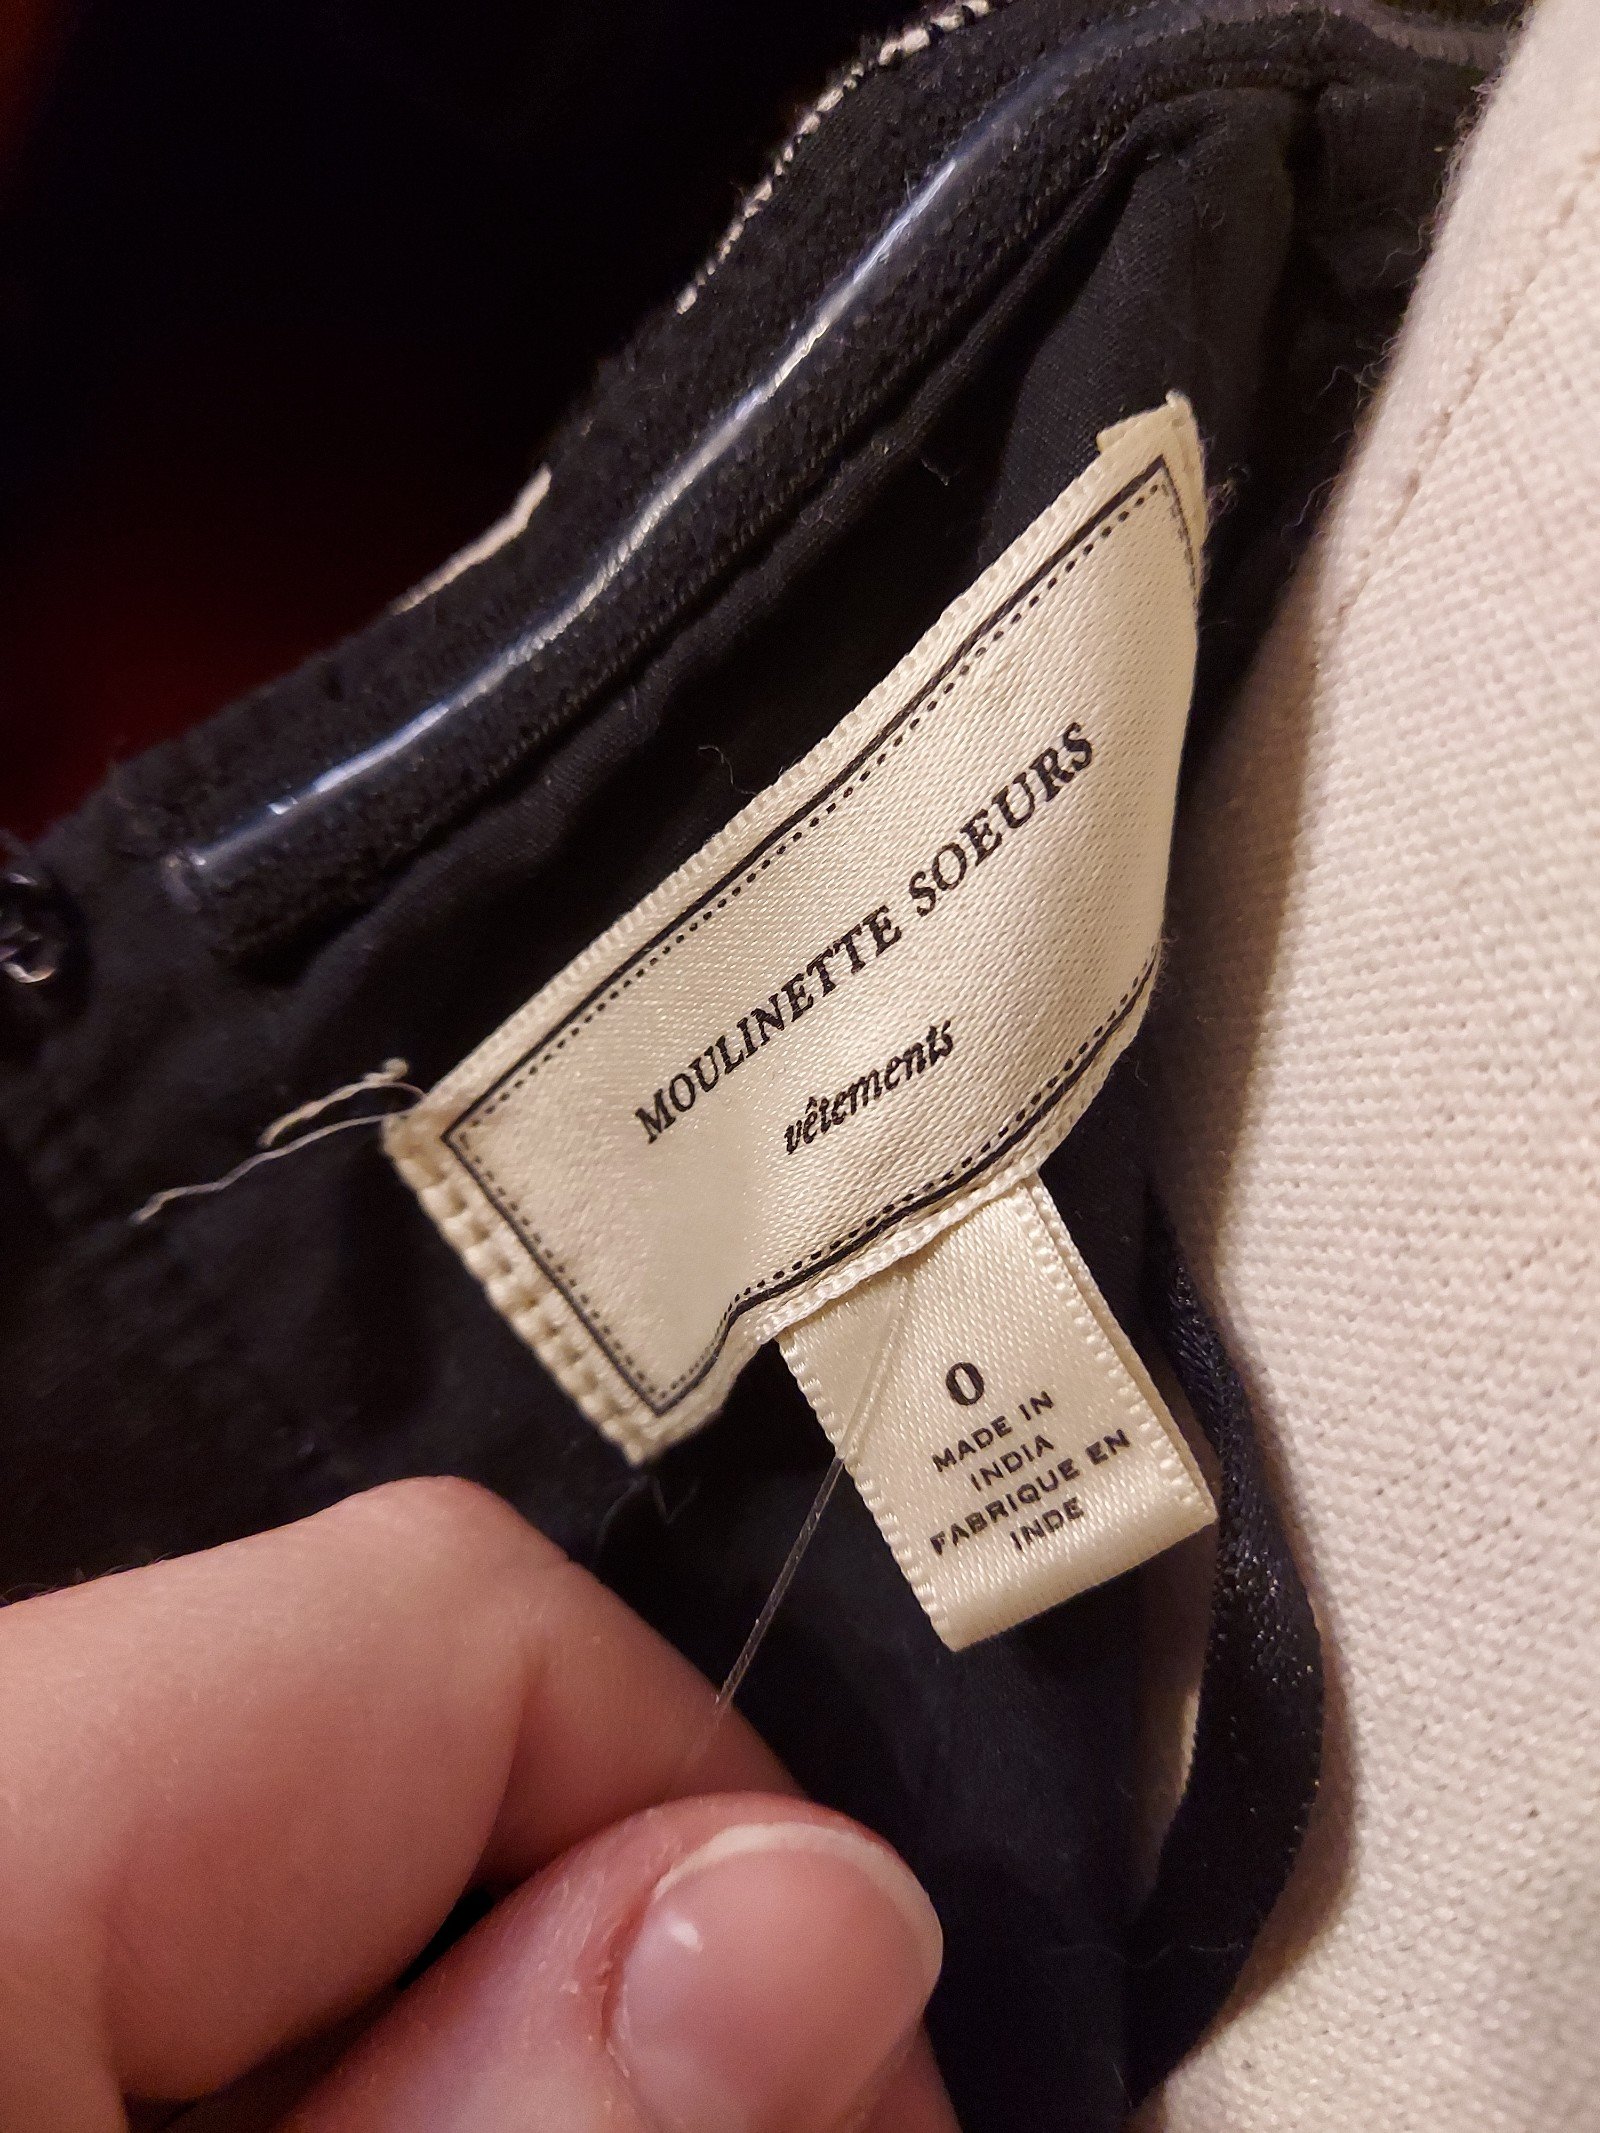 MOULINETTE SOEURS
vêtements
0
MADE IN
INDIA
FABRIQUE EN
INDE